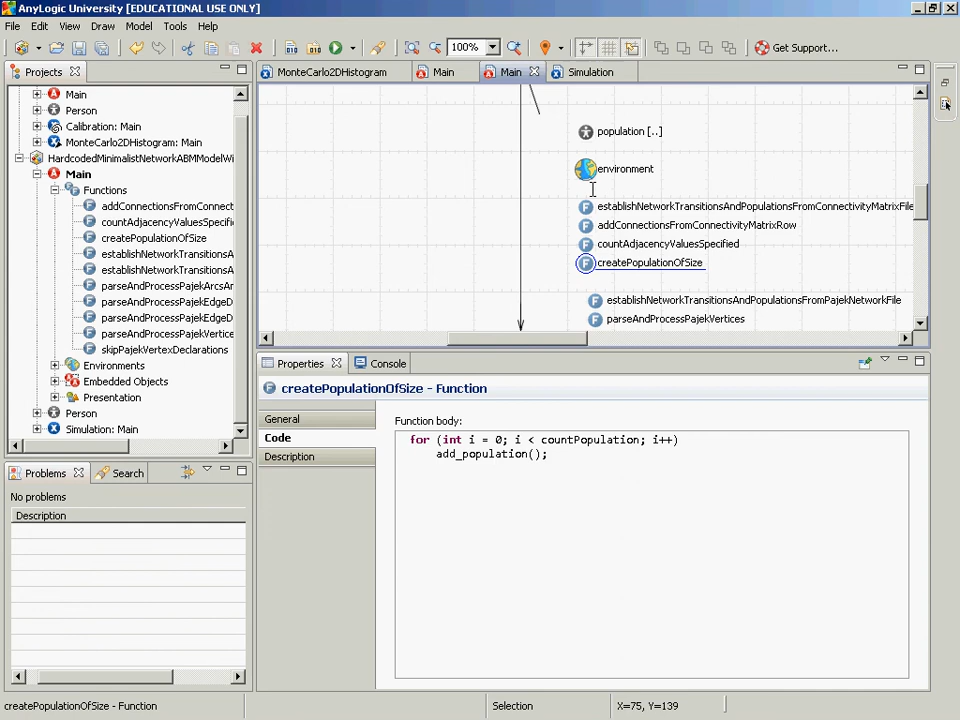 AnyLogic University [EDUCATIONAL USE ONLY]
File Edit View Draw Model Tools Help
100% Get Support...
Projects
MonteCarlo2DHistogram Main Main Simulation
Main
Person
Calibration: Main
MonteCarlo2DHistogram: Main
HardcodedMinimalistNetworkABMModelWi
Main
Functions
addConnectionsFromConnect
countAdjacencyValuesSpecifi
createPopulationOfSize
establishNetworkTransitionsA
establishNetworkTransitionsA
parseAndProcessPajekArcsAr
parseAndProcessPajekEdgeD
parseAndProcessPajekEdgeD
parseAndProcessPajekVertice
skipPajekVertexDeclarations
Environments
Embedded Objects
Presentation
Person
Simulation: Main
population [..]
environment
establishNetworkTransitionsAndPopulationsFromConnectivityMatrixFile
addConnectionsFromConnectivityMatrixRow
countAdjacencyValuesSpecified
createPopulationOfSize
establishNetworkTransitionsAndPopulationsFromPajekNetworkFile
parseAndProcessPajekVertices
Properties Console
createPopulationOfSize - Function
General
Code
Description
Function body:
for (int i = 0; i < countPopulation; i++)
add_population();
Problems Search
No problems
Description
createPopulationOfSize - Function Selection X=75, Y=139